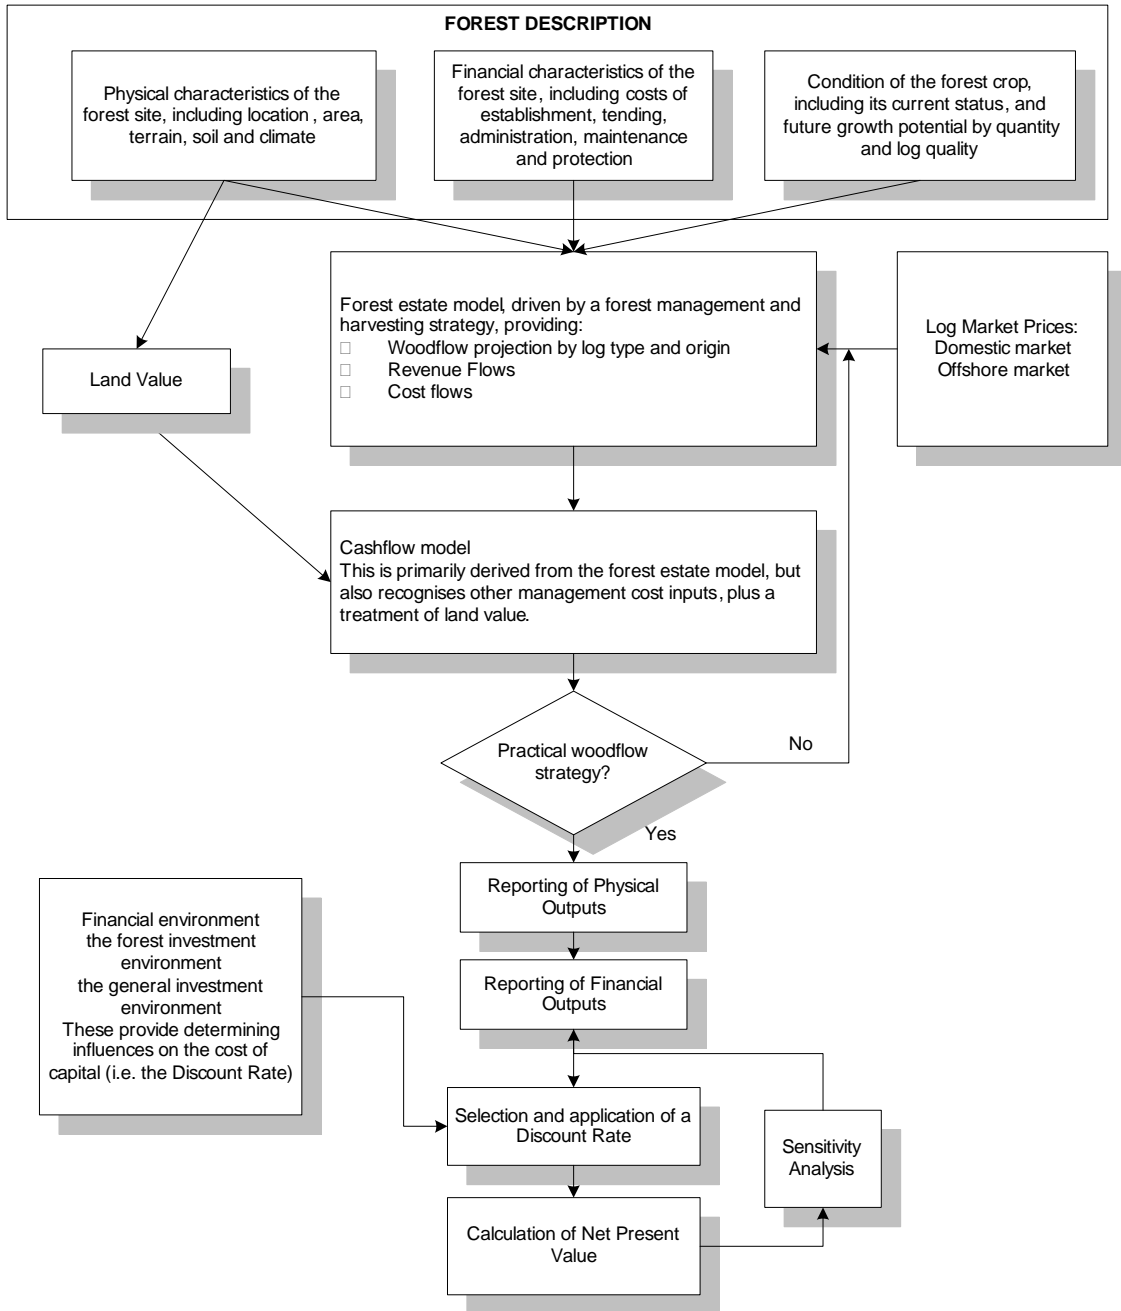 FOREST DESCRIPTION
Physical characteristics of the
forest site, including location , area,
terrain, soil and climate
Financial characteristics of the
forest site, including costs of
establishment, tending,
administration, maintenance
and protection
Condition of the forest crop,
including its current status, and
future growth potential by quantity
and log quality
Forest estate model, driven by a forest management and
harvesting strategy, providing:
Woodflow projection by log type and origin
Revenue Flows
Cost flows
Log Market Prices:
Domestic market
Offshore market
Land Value
Cashflow model
This is primarily derived from the forest estate model, but
also recognises other management cost inputs, plus a
treatment of land value.
Practical woodflow
strategy?
No
Yes
Reporting of Physical
Outputs
Financial environment
the forest investment
environment
the general investment
environment
These provide determining
influences on the cost of
capital (i.e. the Discount Rate)
Reporting of Financial
Outputs
Selection and application of a
Discount Rate
Sensitivity
Analysis
Calculation of Net Present
Value